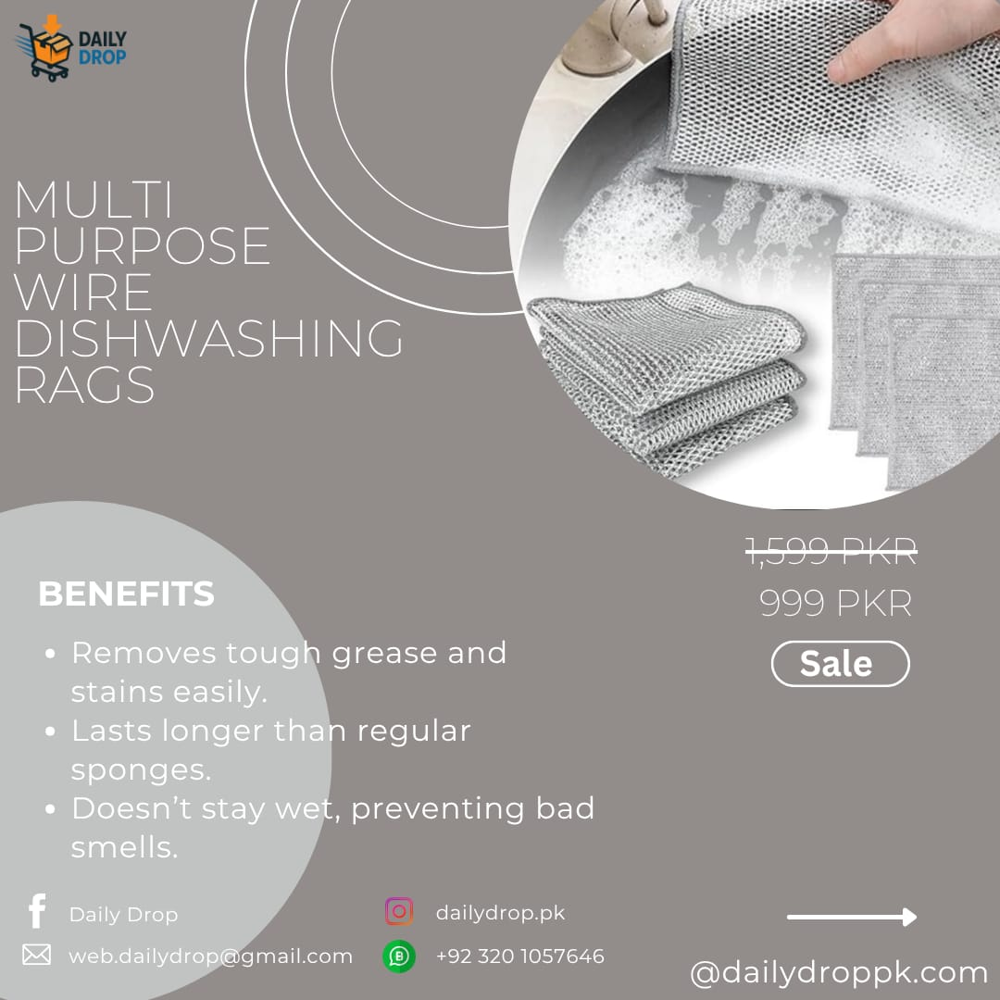 DAILY
DROP
MULTI
PURPOSE
WIRE
DISHWASHING
RAGS
1,599 PKR
999 PKR
Sale
BENEFITS
• Removes tough grease and
stains easily.
• Lasts longer than regular
sponges.
• Doesn’t stay wet, preventing bad
smells.
Daily Drop
dailydrop.pk
web.dailydrop@gmail.com
+92 320 1057646
@dailydroppk.com